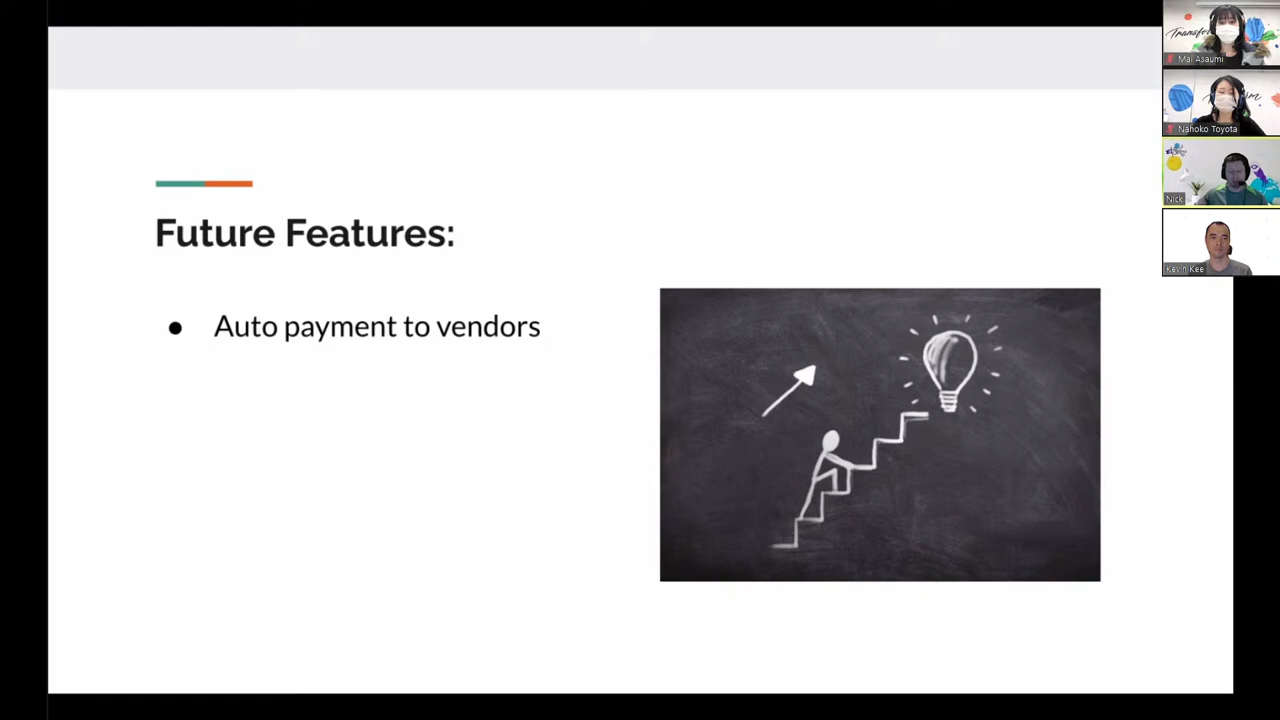 Future Features:
● Auto payment to vendors
Mai Asaumi
Nahoko Toyota
Nick
Kevin Kee